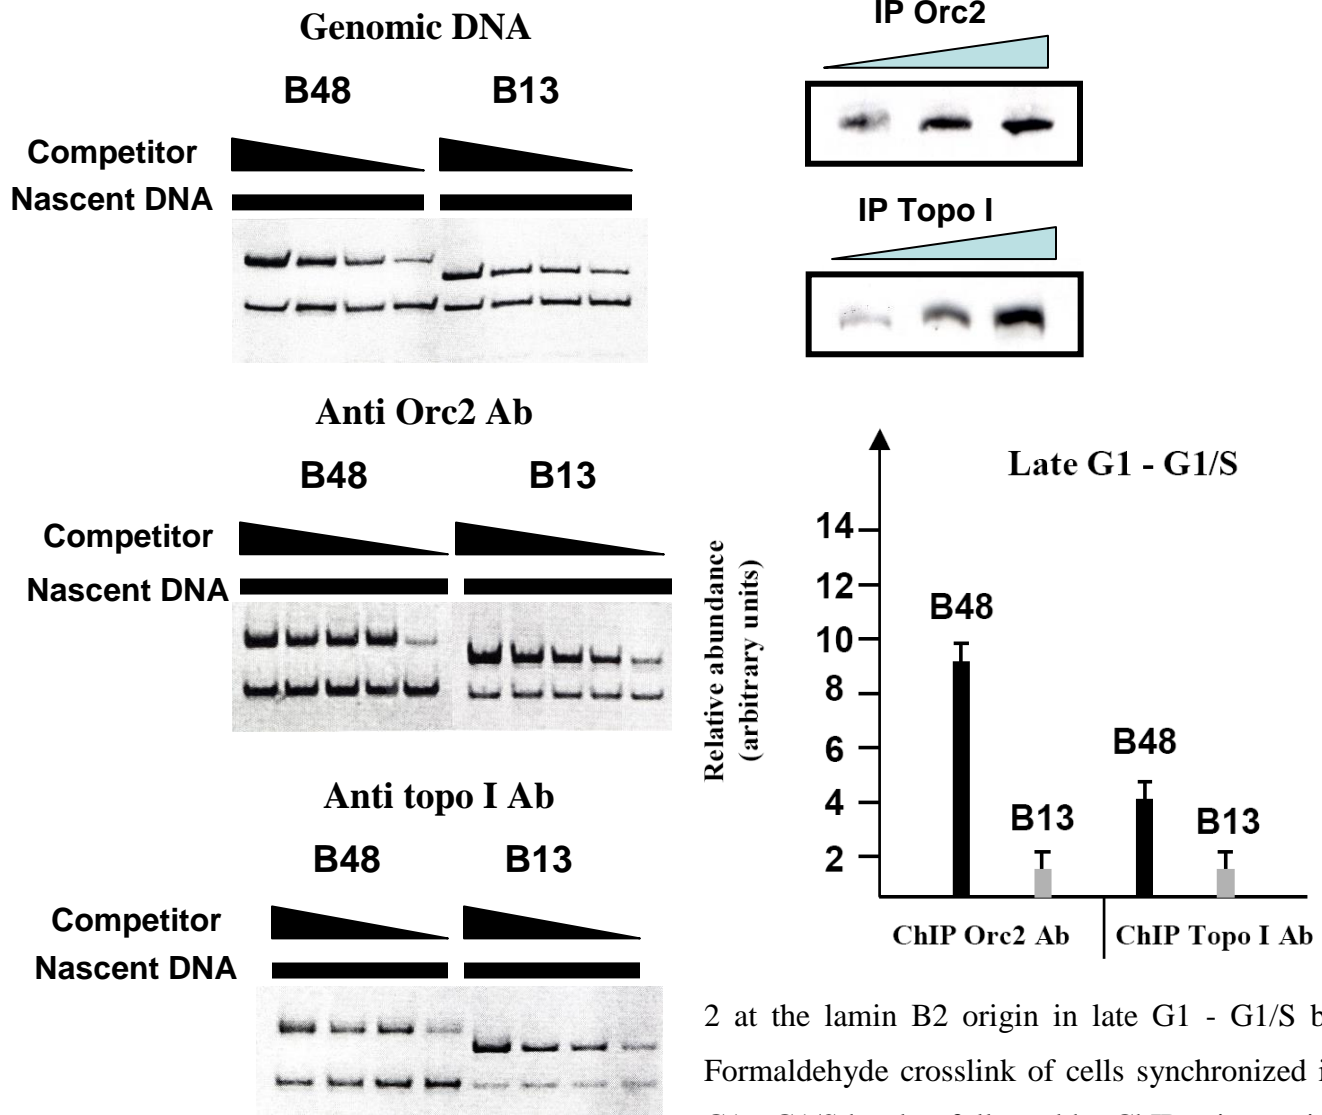 Genomic DNA
B48 B13
Competitor
Nascent DNA
Anti Orc2 Ab
B48 B13
Competitor
Nascent DNA
Anti topo I Ab
B48 B13
Competitor
Nascent DNA
IP Orc2
IP Topo I
Late G1 - G1/S
Relative abundance
(arbitrary units)
14
12
10
8
6
4
2
B48
B13
B48
B13
ChIP Orc2 Ab
ChIP Topo I Ab
2 at the lamin B2 origin in late G1 - G1/S b
Formaldehyde crosslink of cells synchronized i